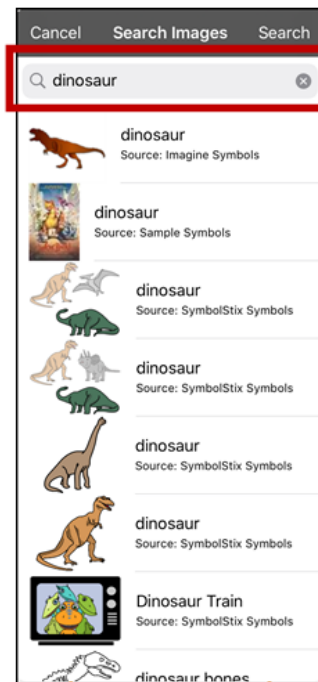 Cancel Search Images Search
dinosaur
dinosaur
Source: Imagine Symbols
dinosaur
Source: Sample Symbols
dinosaur
Source: SymbolStix Symbols
dinosaur
Source: SymbolStix Symbols
dinosaur
Source: SymbolStix Symbols
dinosaur
Source: SymbolStix Symbols
Dinosaur Train
Source: SymbolStix Symbols
dinosaur bones